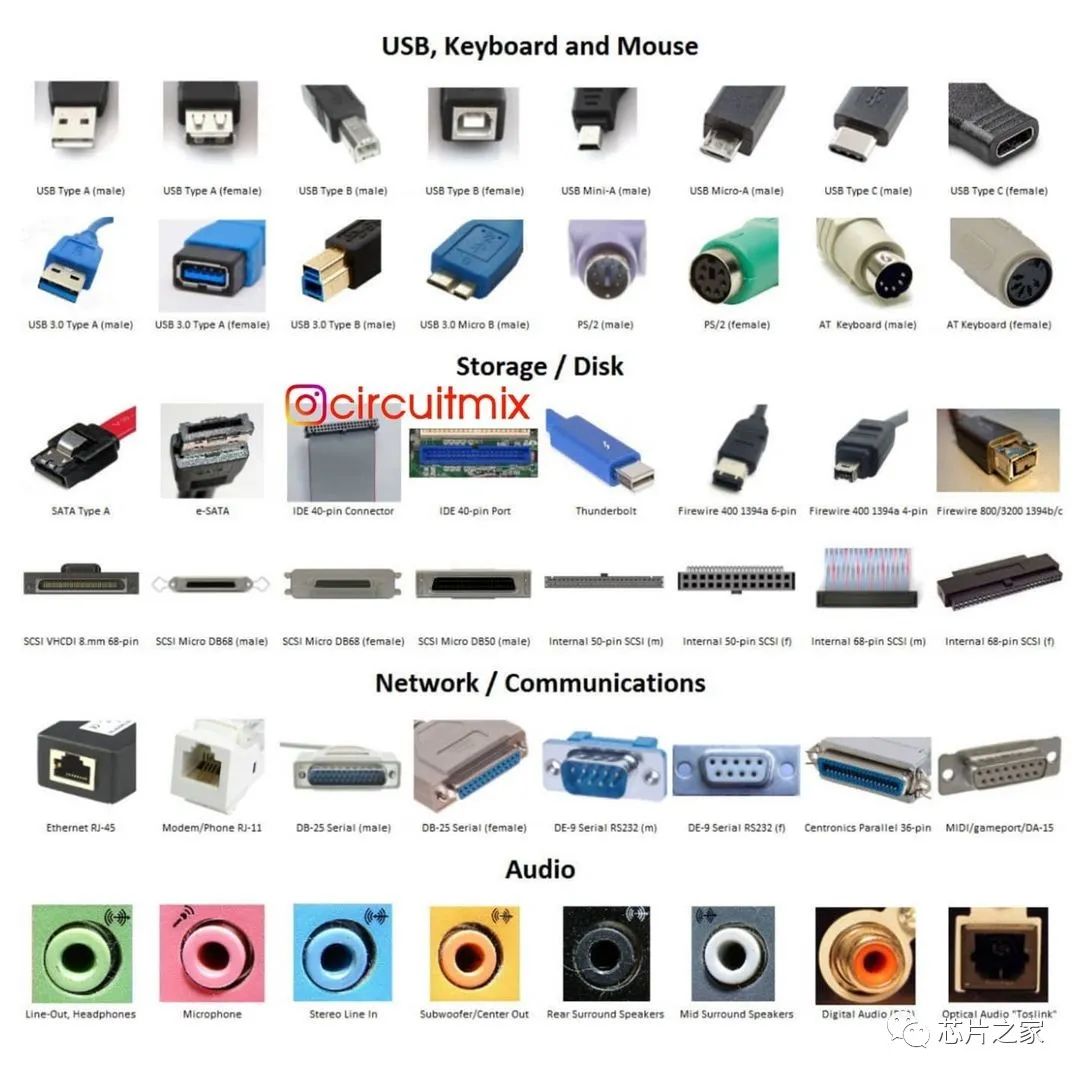 USB, Keyboard and Mouse
USB Type A (male) USB Type A (female) USB Type B (male) USB Type B (female) USB Mini-A (male) USB Micro-A (male) USB Type C (male) USB Type C (female)
USB 3.0 Type A (male) USB 3.0 Type A (female) USB 3.0 Type B (male) USB 3.0 Micro B (male) PS/2 (male) PS/2 (female) AT Keyboard (male) AT Keyboard (female)
Storage / Disk
circuitmix
SATA Type A e-SATA IDE 40-pin Connector IDE 40-pin Port Thunderbolt Firewire 400 1394a 6-pin Firewire 400 1394a 4-pin Firewire 800/3200 1394b/c
SCSI VHCDI 8.mm 68-pin SCSI Micro DB68 (male) SCSI Micro DB68 (female) SCSI Micro DB50 (male) Internal 50-pin SCSI (m) Internal 50-pin SCSI (f) Internal 68-pin SCSI (m) Internal 68-pin SCSI (f)
Network / Communications
Ethernet RJ-45 Modem/Phone RJ-11 DB-25 Serial (male) DB-25 Serial (female) DE-9 Serial RS232 (m) DE-9 Serial RS232 (f) Centronics Parallel 36-pin MIDI/gameport/DA-15
Audio
Line-Out, Headphones Microphone Stereo Line In Subwoofer/Center Out Rear Surround Speakers Mid Surround Speakers Digital Audio Optical Audio "Toslink"
芯片之家